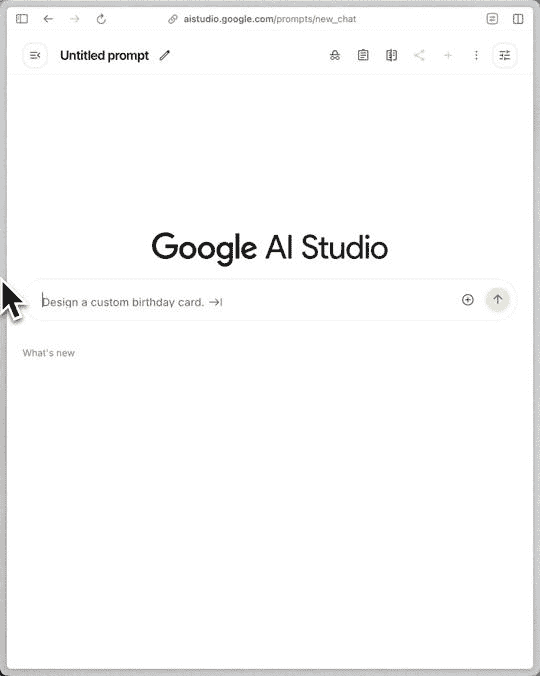 aistudio.google.com/prompts/new_chat
Untitled prompt
Google AI Studio
Design a custom birthday card.
What's new